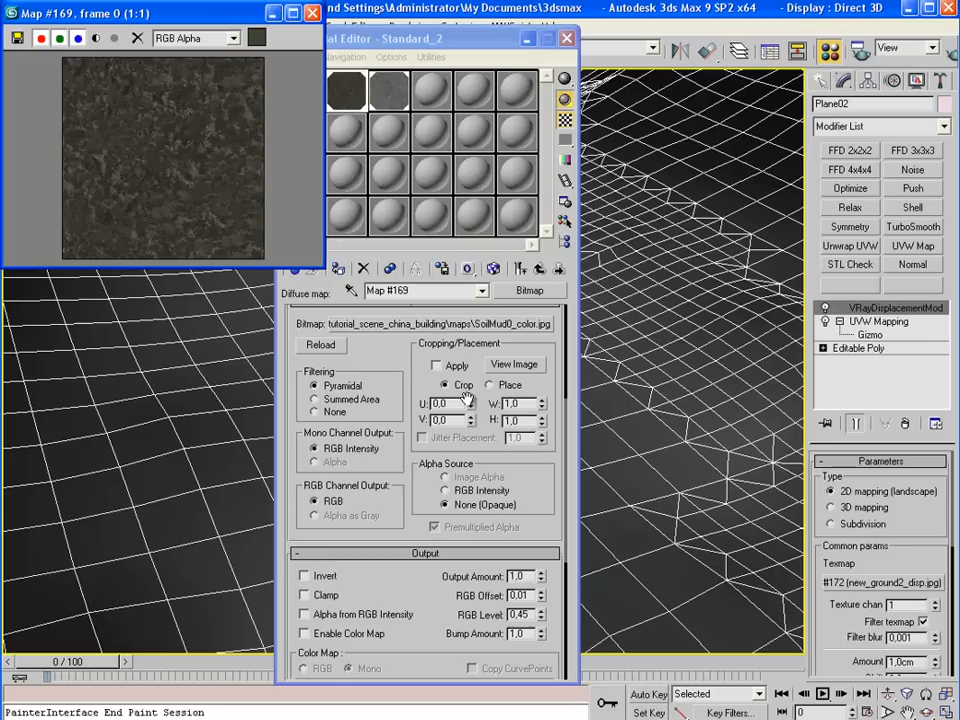 Map #169, frame 0 (1:1)
nd Settings\Administrator\My Documents\3dsmax
- Autodesk 3ds Max 9 SP2 x64
- Display : Direct 3D
ial Editor - Standard_2
RGB Alpha
Navigation
Options
Utilities
View
Plane02
Modifier List
FFD 2x2x2
FFD 3x3x3
FFD 4x4x4
Noise
Optimize
Push
Relax
Shell
Symmetry
TurboSmooth
Unwrap UVW
UVW Map
STL Check
Normal
VRayDisplacementMod
UVW Mapping
Gizmo
Editable Poly
Diffuse map:
Map #169
Bitmap
Bitmap:
tutorial_scene_china_building\maps\SoilMud0_color.jpg
Reload
Cropping/Placement
Apply
View Image
Crop
Place
U: 0,0
W: 1,0
V: 0,0
H: 1,0
Jitter Placement: 1,0
Filtering
Pyramidal
Summed Area
None
Mono Channel Output:
RGB Intensity
Alpha
RGB Channel Output:
RGB
Alpha as Gray
Alpha Source
Image Alpha
RGB Intensity
None (Opaque)
Premultiplied Alpha
Output
Invert
Clamp
Alpha from RGB Intensity
Enable Color Map
Output Amount: 1,0
RGB Offset: 0,01
RGB Level: 0,45
Bump Amount: 1,0
Color Map :
RGB
Mono
Copy CurvePoints
Parameters
Type
2D mapping (landscape)
3D mapping
Subdivision
Common params
Texmap
#172 (new_ground2_disp.jpg)
Texture chan 1
Filter texmap
Filter blur 0,001
Amount 1,0cm
0 / 100
Auto Key
Selected
Set Key
Key Filters...
0
PainterInterface End Paint Session